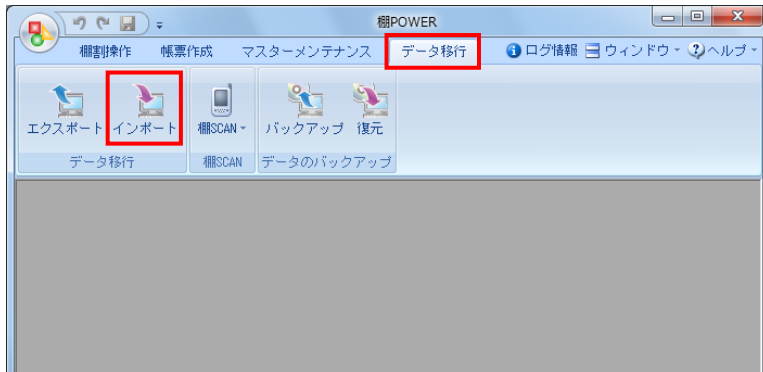 棚POWER
棚割操作 帳票作成 マスターメンテナンス データ移行 ログ情報 ウィンドウ ヘルプ
エクスポート インポート 棚SCAN バックアップ 復元
データ移行 棚SCAN データのバックアップ